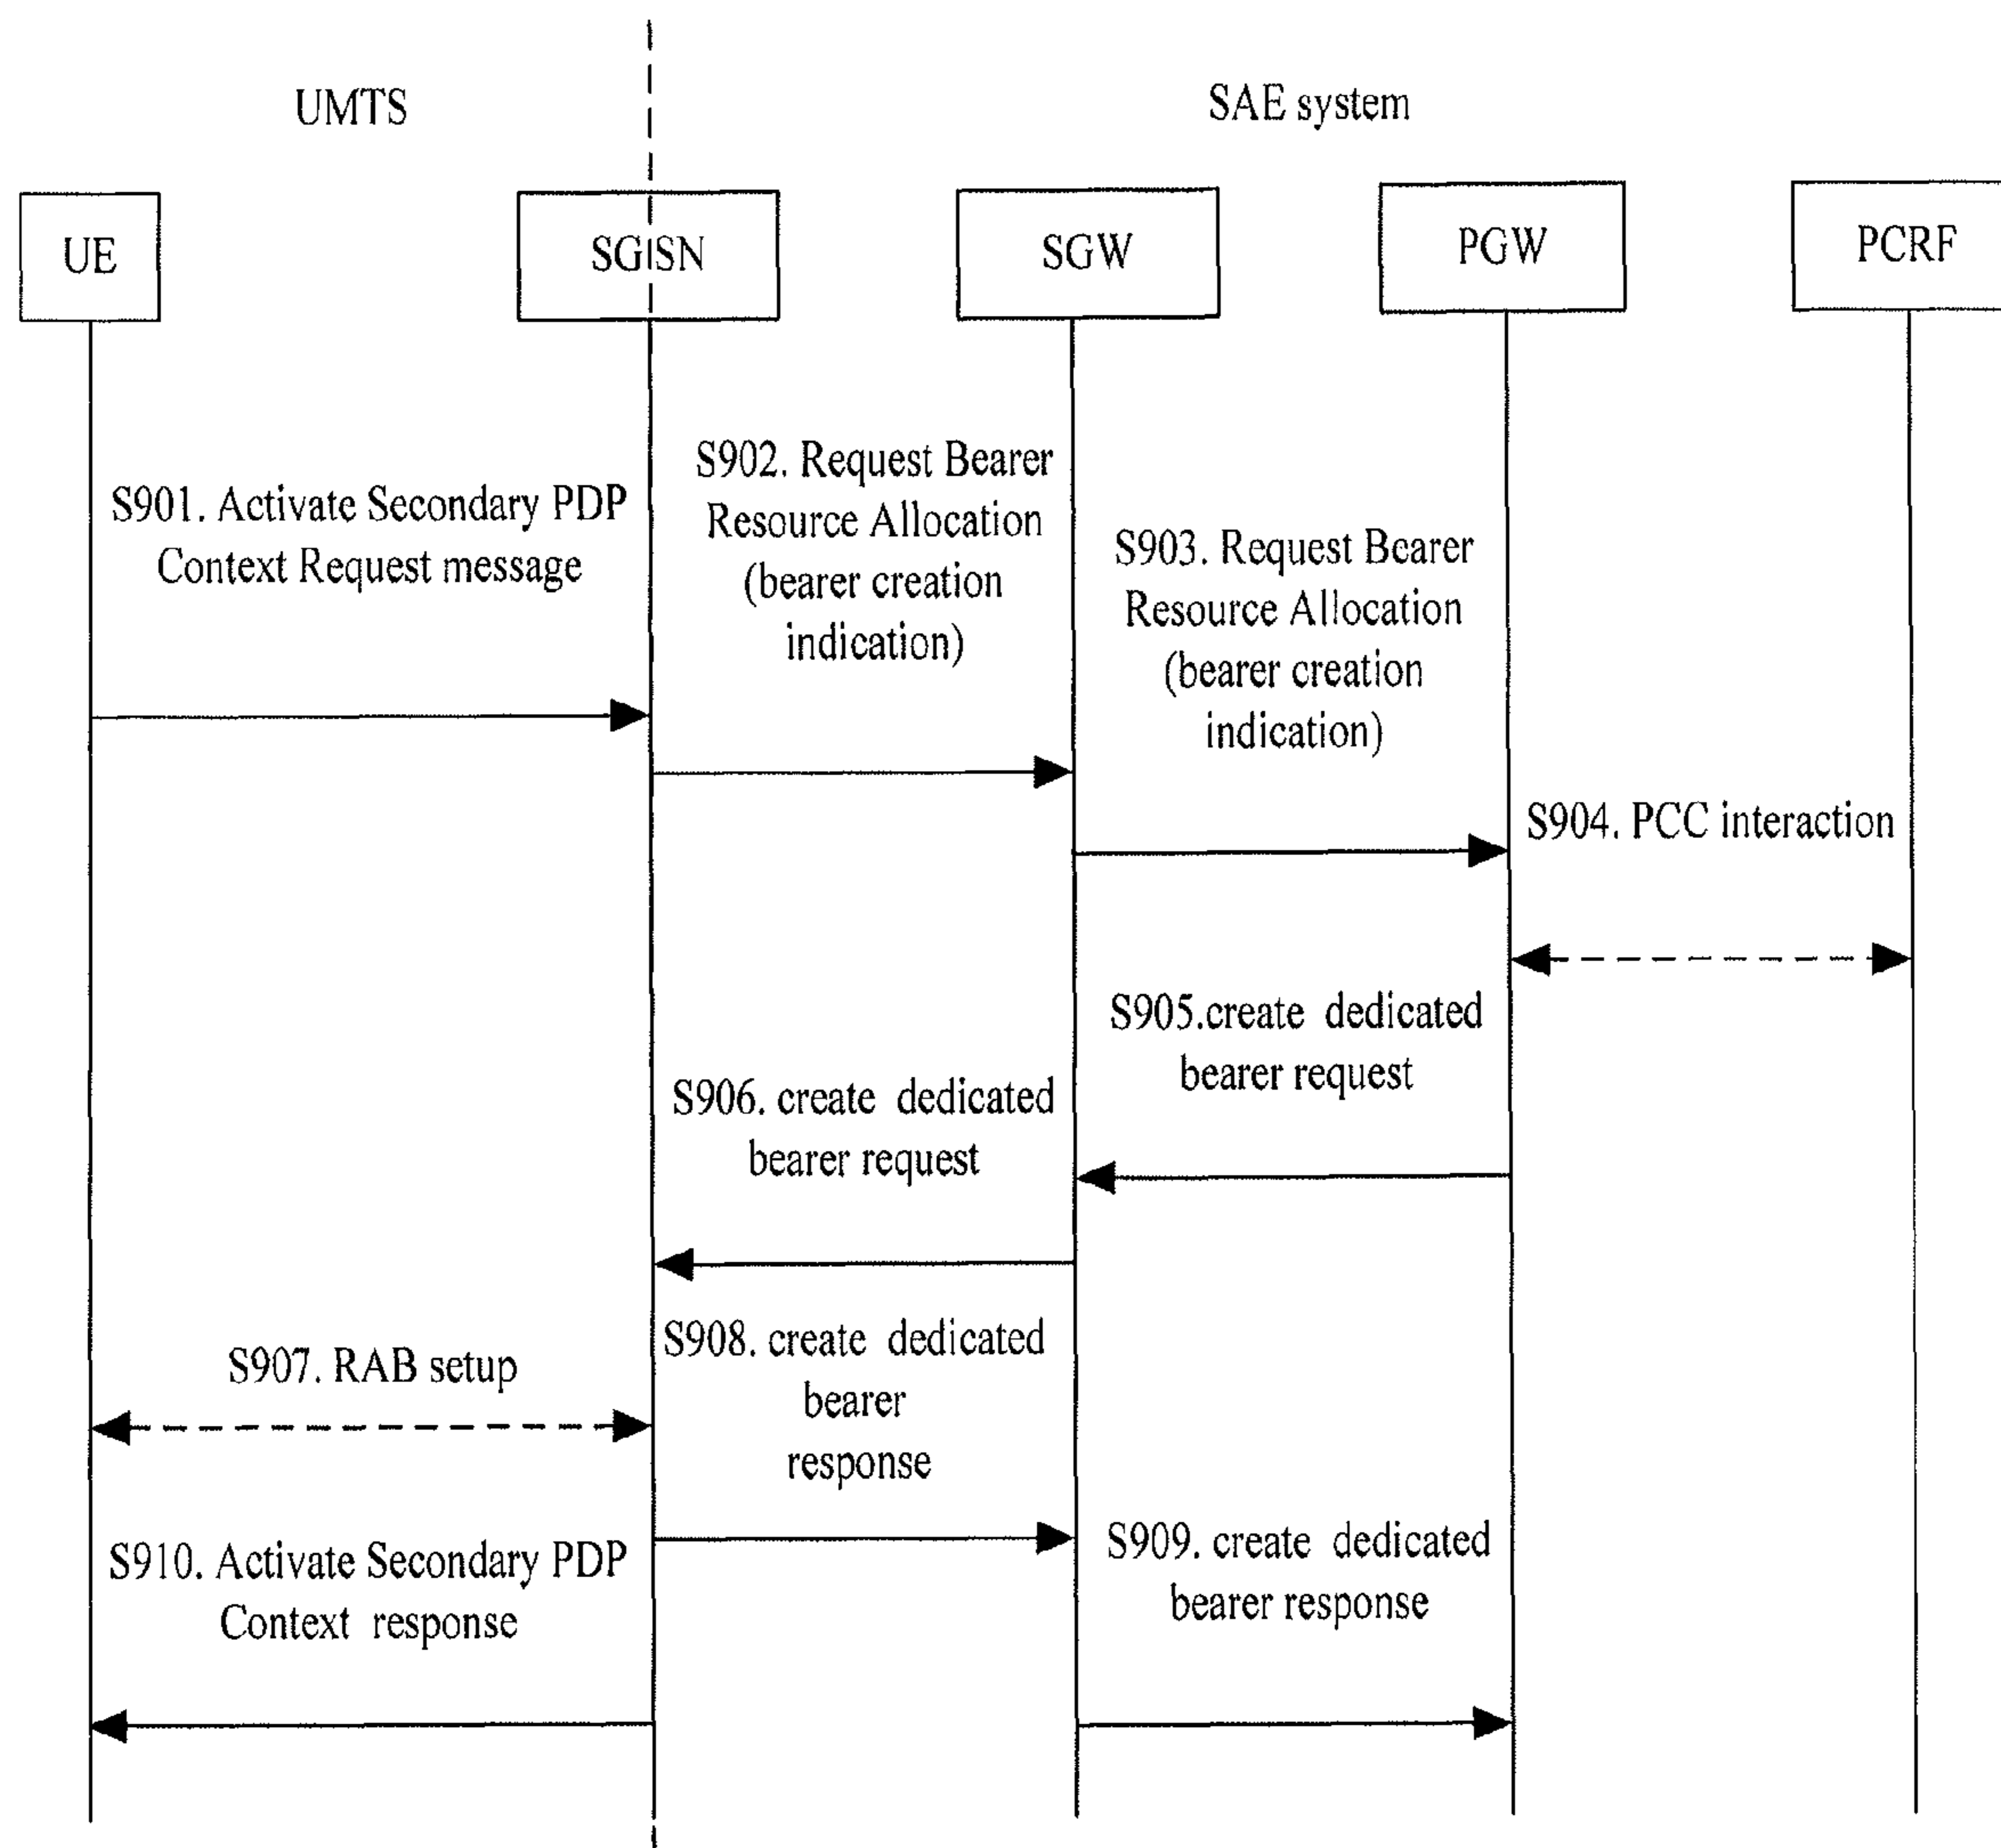 UMTS
SAE system
UE
SGSN
SGW
PGW
PCRF
S901. Activate Secondary PDP
Context Request message
S902. Request Bearer
Resource Allocation
(bearer creation
indication)
S903. Request Bearer
Resource Allocation
(bearer creation
indication)
S904. PCC interaction
S905.create dedicated
bearer request
S906. create dedicated
bearer request
S907. RAB setup
S908. create dedicated
bearer
response
S909. create dedicated
bearer response
S910. Activate Secondary PDP
Context response